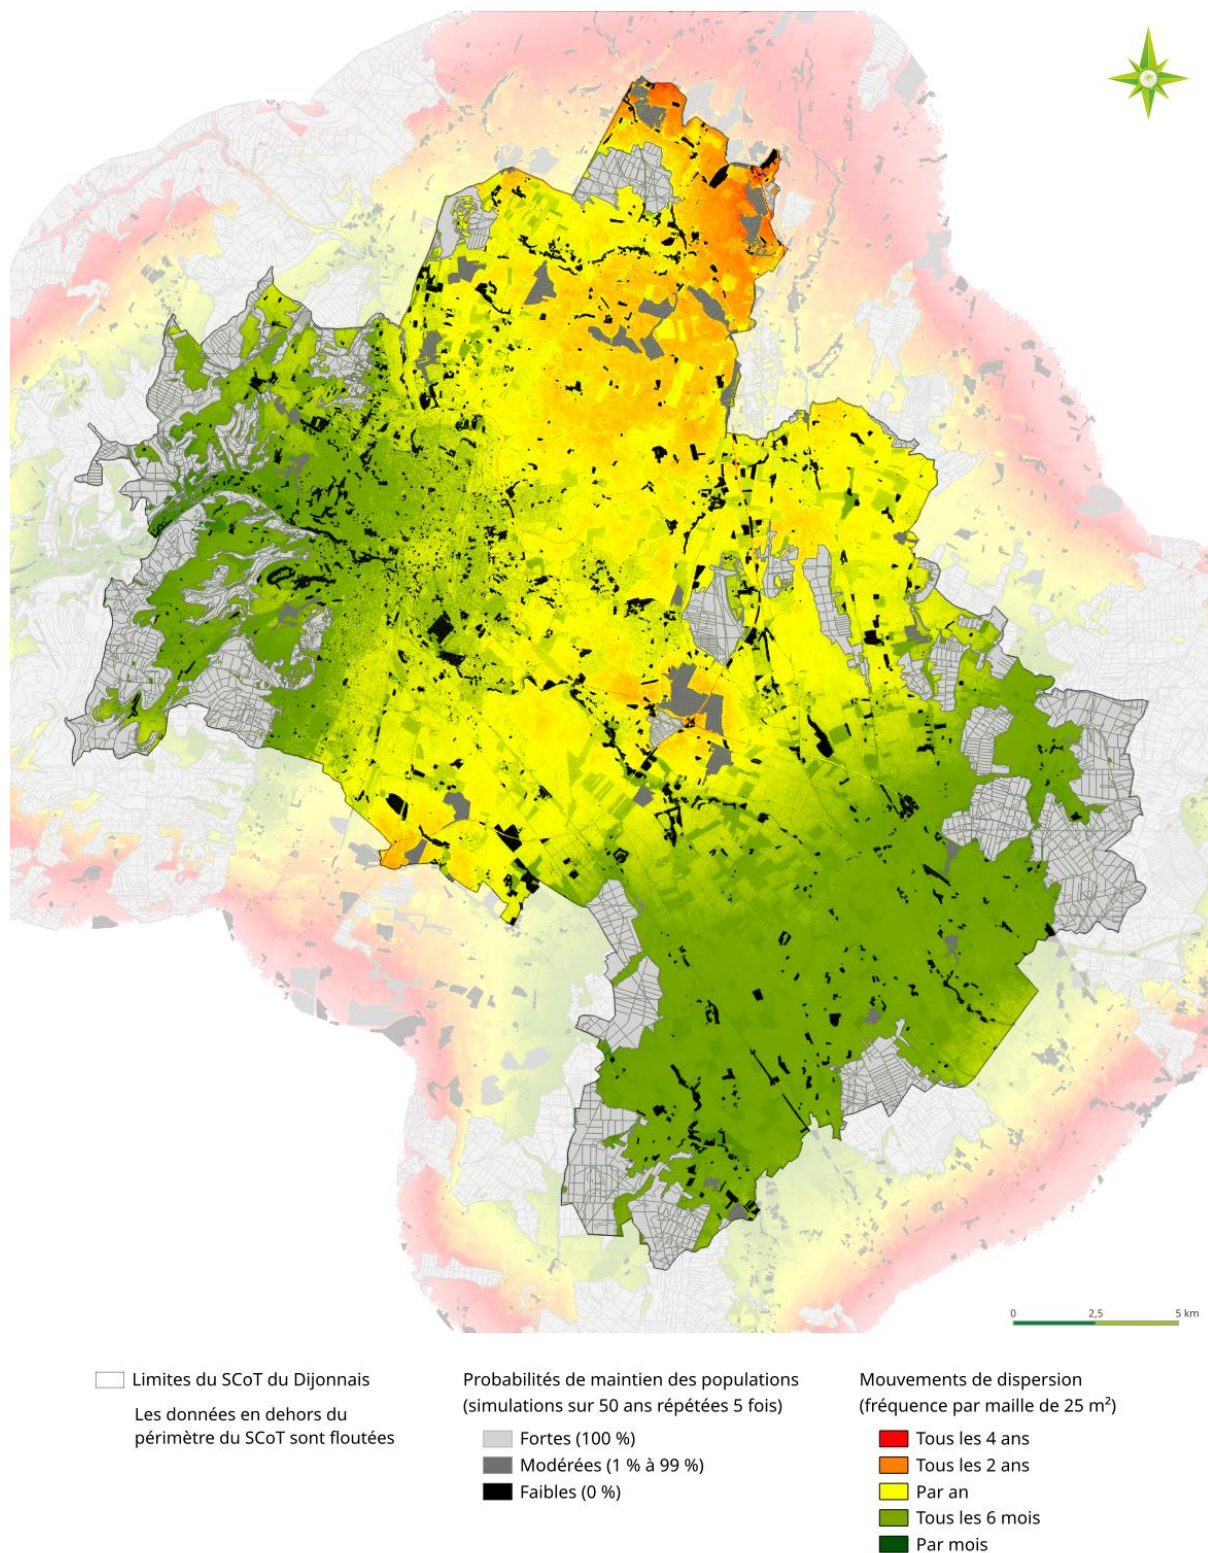 0 2,5 5 km
Limites du SCoT du Dijonnais
Les données en dehors du
périmètre du SCoT sont floutées
Probabilités de maintien des populations
(simulations sur 50 ans répétées 5 fois)
Fortes (100 %)
Modérées (1 % à 99 %)
Faibles (0 %)
Mouvements de dispersion
(fréquence par maille de 25 m²)
Tous les 4 ans
Tous les 2 ans
Par an
Tous les 6 mois
Par mois